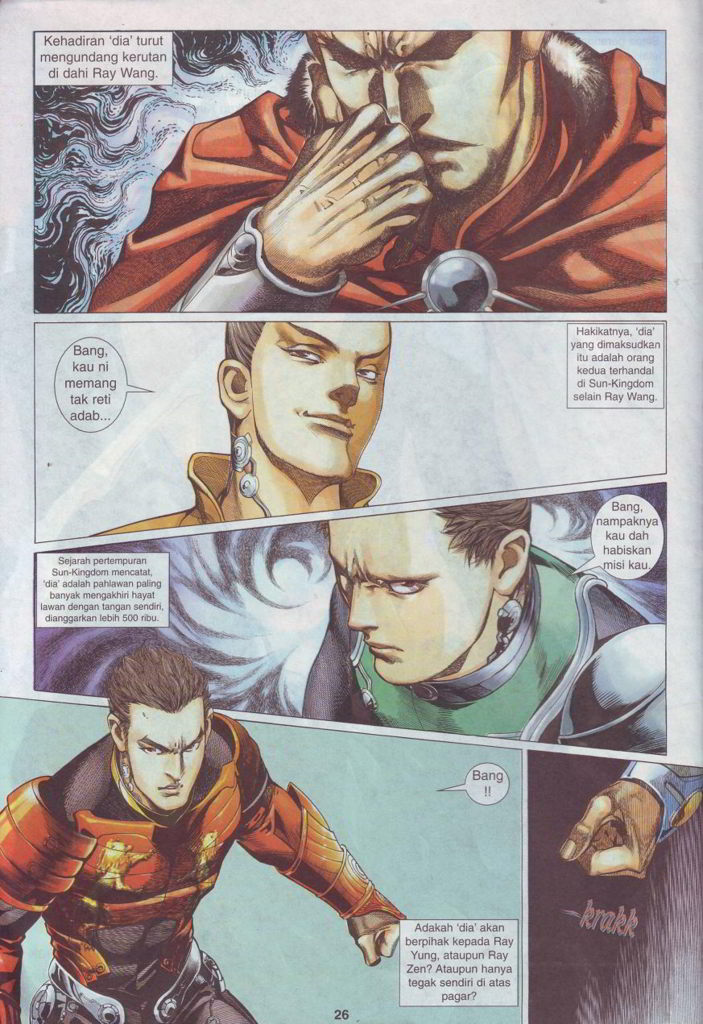 Kehadiran 'dia' turut
mengundang kerutan
di dahi Ray Wang.
Bang,
kau ni
memang
tak reti
adab...
Hakikatnya, 'dia'
yang dimaksudkan
itu adalah orang
kedua terhandal
di Sun-Kingdom
selain Ray Wang.
Bang,
nampaknya
kau dah
habiskan
misi kau.
Sejarah pertempuran
Sun-Kingdom mencatat,
'dia' adalah pahlawan paling
banyak mengakhiri hayat
lawan dengan tangan sendiri,
dianggarkan lebih 500 ribu.
Bang
!!
krakk
Adakah 'dia' akan
berpihak kepada Ray
Yung, ataupun Ray
Zen? Ataupun hanya
tegak sendiri di atas
pagar?
26